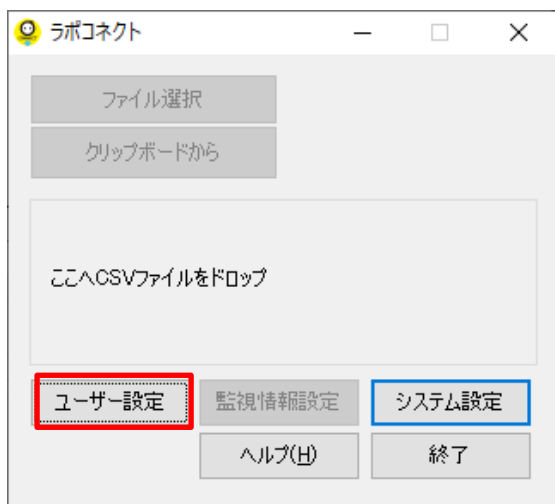 ラポコネクト
ファイル選択
クリップボードから
ここへCSVファイルをドロップ
ユーザー設定 監視情報設定 システム設定
ヘルプ(H) 終了